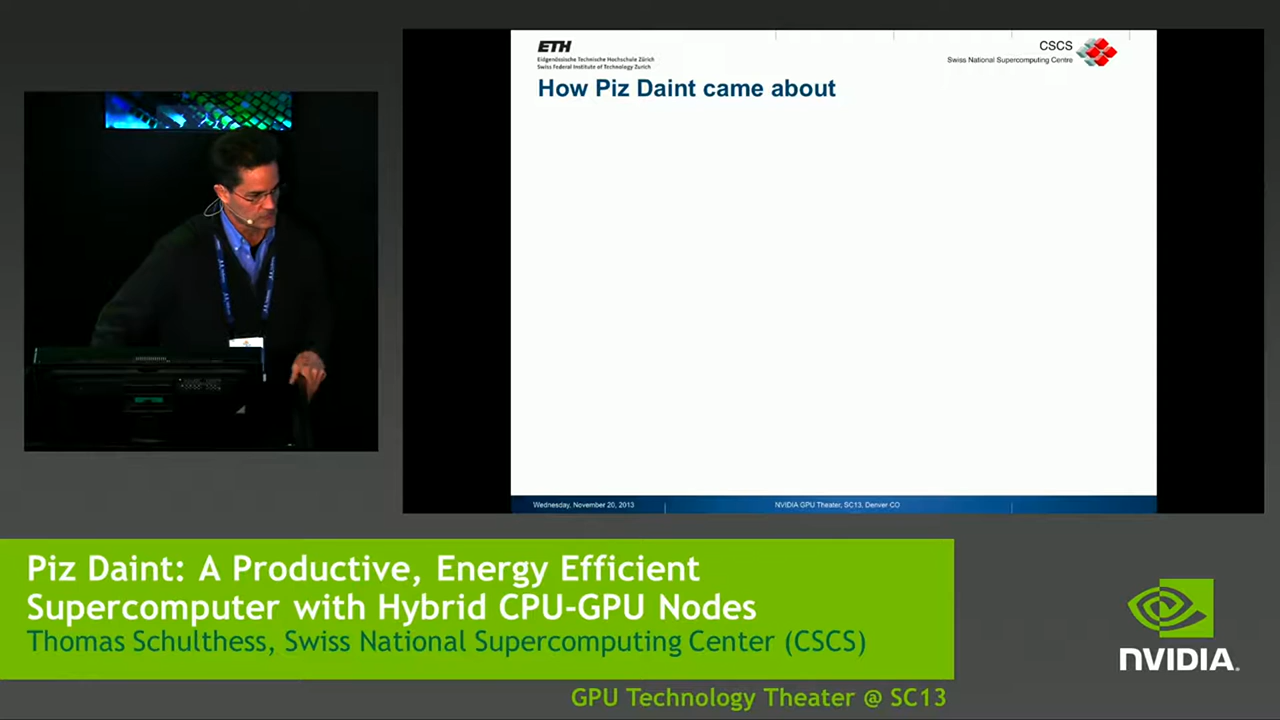 ETH
Eidgenössische Technische Hochschule Zürich
Swiss Federal Institute of Technology Zurich
CSCS
Swiss National Supercomputing Centre
How Piz Daint came about
Wednesday, November 20, 2013
NVIDIA GPU Theater, SC13, Denver CO
Piz Daint: A Productive, Energy Efficient
Supercomputer with Hybrid CPU-GPU Nodes
Thomas Schulthess, Swiss National Supercomputing Center (CSCS)
NVIDIA.
GPU Technology Theater @ SC13